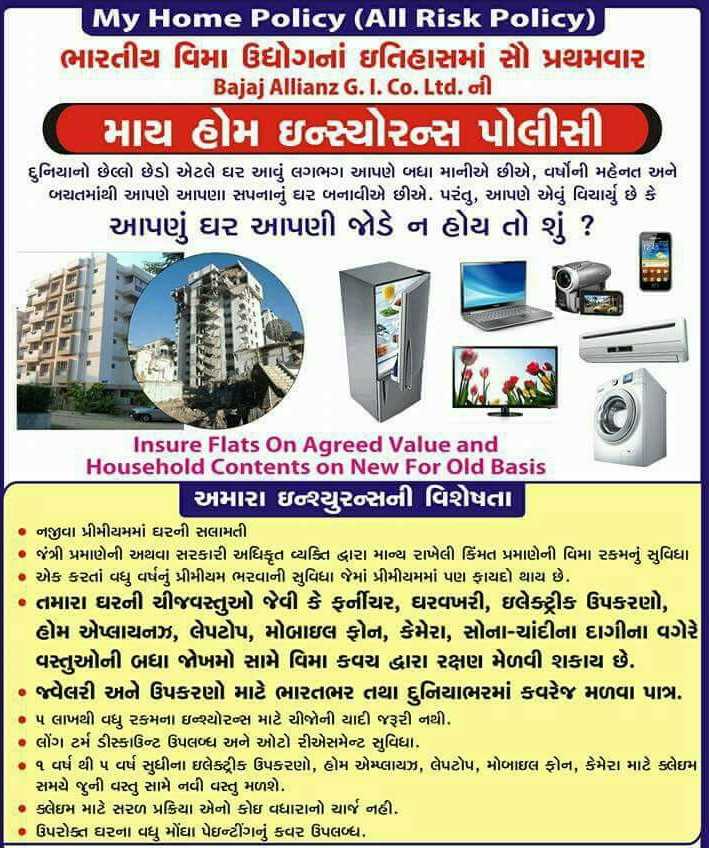 My Home Policy (All Risk Policy)
ભારતીય વિમા ઉદ્યોગનાં ઇતિહાસમાં સૌ પ્રથમવાર
Bajaj Allianz G. I. Co. Ltd. ની
માય હોમ ઇન્સ્યોરન્સ પોલીસી
દુનિયાનો છેલ્લો છેડો એટલે ઘર આવું લગભગ આપણે બધા માનીએ છીએ, વર્ષોની મહેનત અને
બચતમાંથી આપણે આપણા સપનાનું ઘર બનાવીએ છીએ. પરંતુ, આપણે એવું વિચાર્યુ છે કે
આપણું ઘર આપણી જોડે ન હોય તો શું ?
Insure Flats On Agreed Value and
Household Contents on New For Old Basis
અમારા ઇન્શ્યુરન્સની વિશેષતા
• નજીવા પ્રીમીયમમાં ઘરની સલામતી
• જંત્રી પ્રમાણેની અથવા સરકારી અધિકૃત વ્યક્તિ દ્વારા માન્ય રાખેલી કિંમત પ્રમાણેની વિમા રકમનું સુવિધા
• એક કરતાં વધુ વર્ષનું પ્રીમીયમ ભરવાની સુવિધા જેમાં પ્રીમીયમમાં પણ ફાયદો થાય છે.
• તમારા ઘરની ચીજવસ્તુઓ જેવી કે ફર્નીચર, ઘરવખરી, ઇલેક્ટ્રીક ઉપકરણો,
હોમ એપ્લાયનઝ, લેપટોપ, મોબાઇલ ફોન, કેમેરા, સોના-ચાંદીના દાગીના વગેરે
વસ્તુઓની બધા જોખમો સામે વિમા કવચ દ્વારા રક્ષણ મેળવી શકાય છે.
• જ્વેલરી અને ઉપકરણો માટે ભારતભર તથા દુનિયાભરમાં કવરેજ મળવા પાત્ર.
• ૫ લાખથી વધુ રકમના ઇન્શ્યોરન્સ માટે ચીજોની યાદી જરૂરી નથી.
• લોંગ ટર્મ ડીસ્કાઉન્ટ ઉપલબ્ધ અને ઓટો રીએસમેન્ટ સુવિધા.
• ૧ વર્ષ થી ૫ વર્ષ સુધીના ઇલેક્ટ્રીક ઉપકરણો, હોમ એમ્પ્લાયઝ, લેપટોપ, મોબાઇલ ફોન, કેમેરા માટે ક્લેઇમ
સમયે જુની વસ્તુ સામે નવી વસ્તુ મળશે.
• ક્લેઇમ માટે સરળ પ્રક્રિયા એનો કોઇ વધારાનો ચાર્જ નહી.
• ઉપરોક્ત ઘરના વધુ મોંઘા પેઇન્ટીંગનું કવર ઉપલબ્ધ.